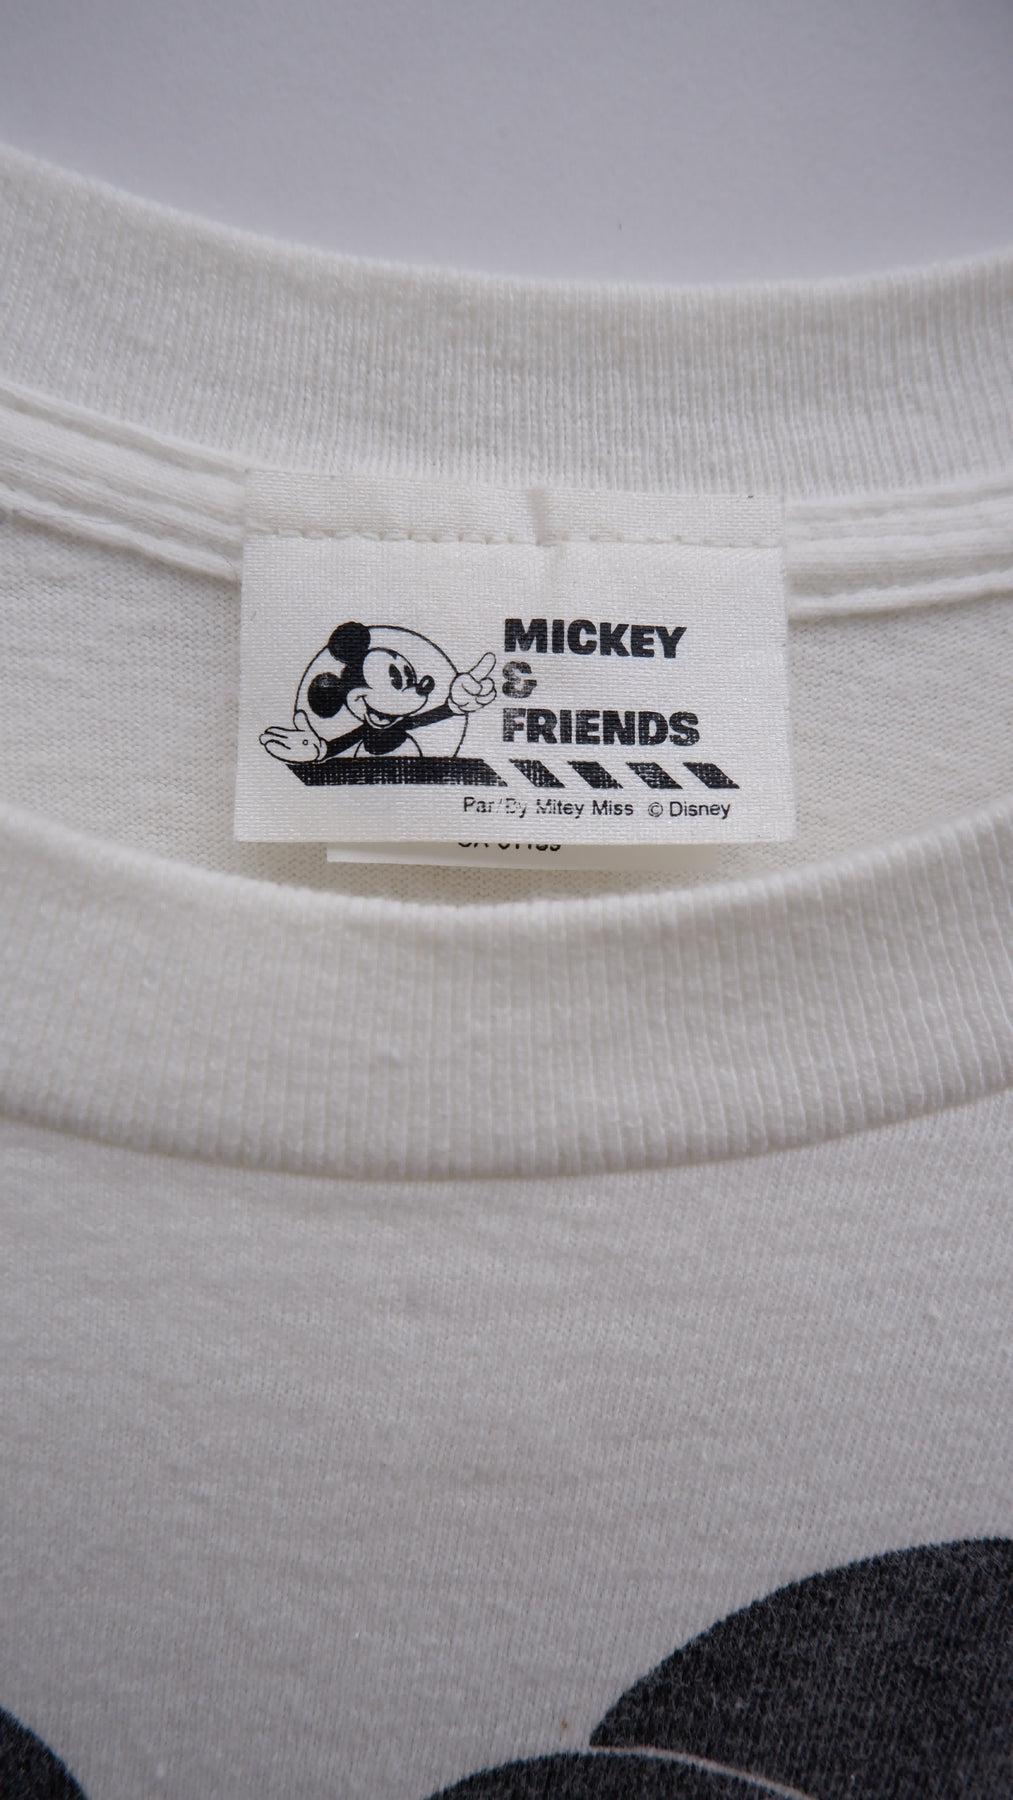 MICKEY
&
FRIENDS
Par/By Mitey Miss © Disney